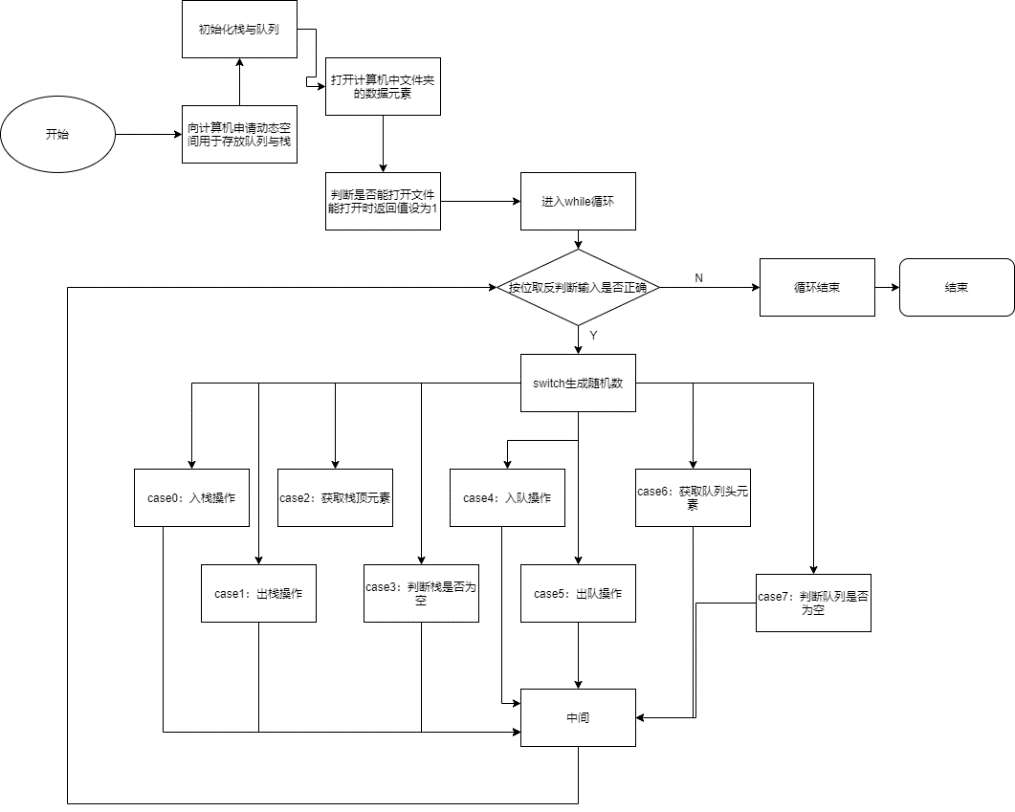 初始化栈与队列
打开计算机中文件夹
的数据元素
开始
向计算机申请动态空
间用于存放队列与栈
判断是否能打开文件
能打开时返回值设为1
进入while循环
按位取反判断输入是否正确
N
循环结束
结束
Y
switch生成随机数
case0：入栈操作
case2：获取栈顶元素
case4：入队操作
case6：获取队列头元
素
case1：出栈操作
case3：判断栈是否为
空
case5：出队操作
case7：判断队列是否
为空
中间